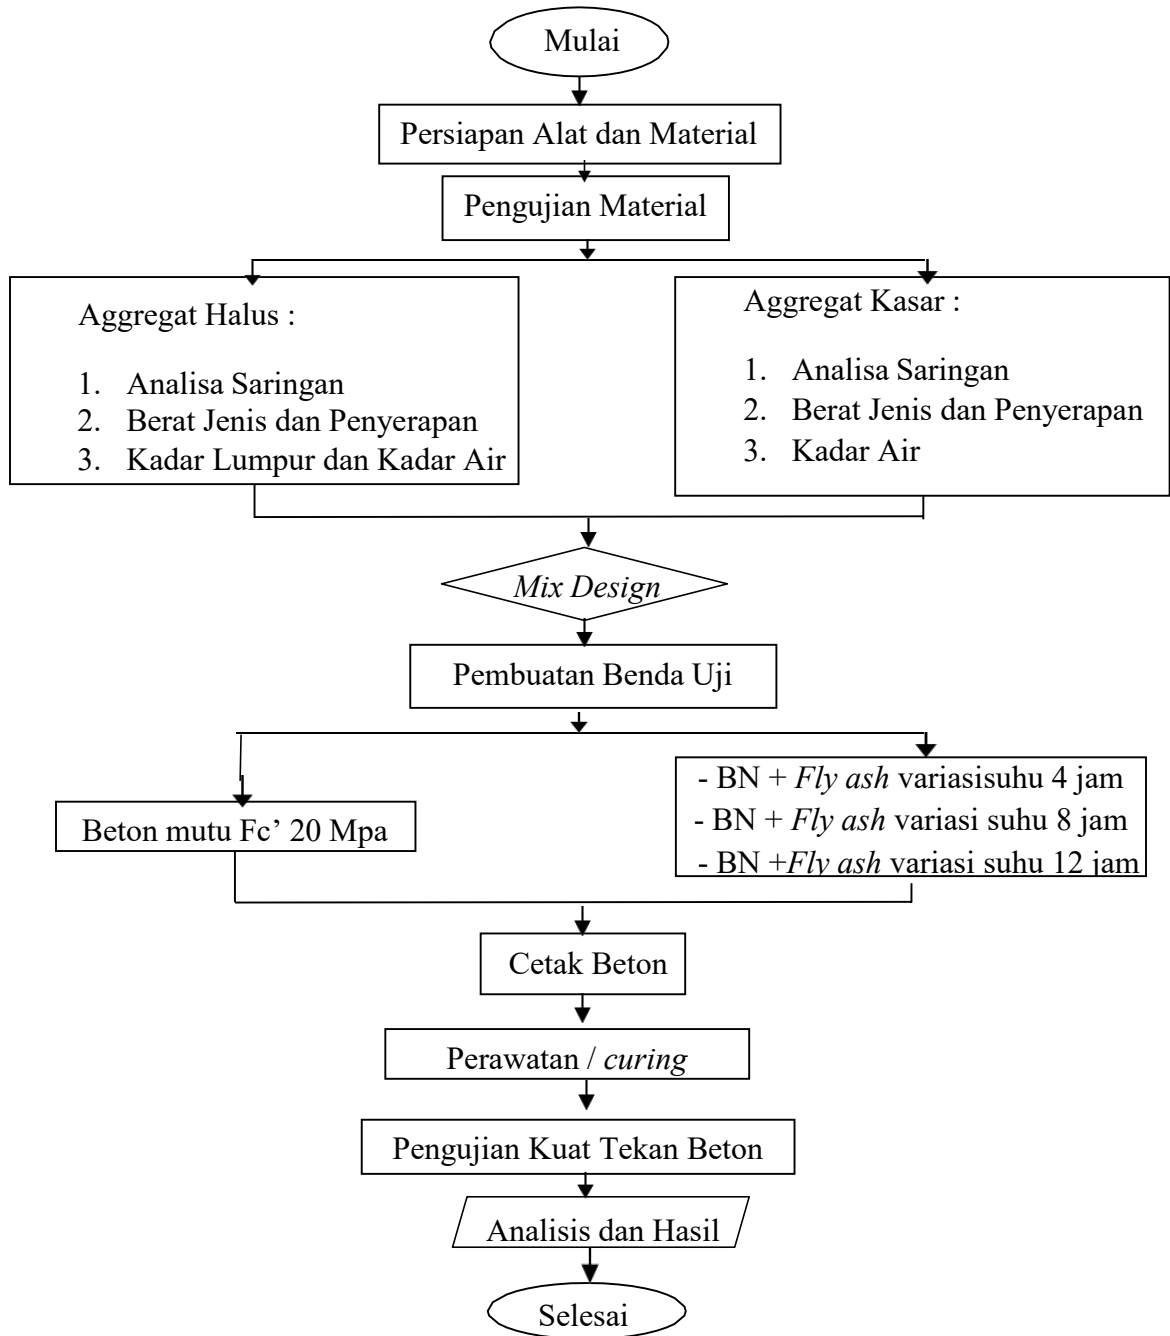 Mulai
Persiapan Alat dan Material
Pengujian Material
Aggregat Halus :
1. Analisa Saringan
2. Berat Jenis dan Penyerapan
3. Kadar Lumpur dan Kadar Air
Aggregat Kasar :
1. Analisa Saringan
2. Berat Jenis dan Penyerapan
3. Kadar Air
Mix Design
Pembuatan Benda Uji
Beton mutu Fc’ 20 Mpa
- BN + Fly ash variasisuhu 4 jam
- BN + Fly ash variasi suhu 8 jam
- BN +Fly ash variasi suhu 12 jam
Cetak Beton
Perawatan / curing
Pengujian Kuat Tekan Beton
Analisis dan Hasil
Selesai